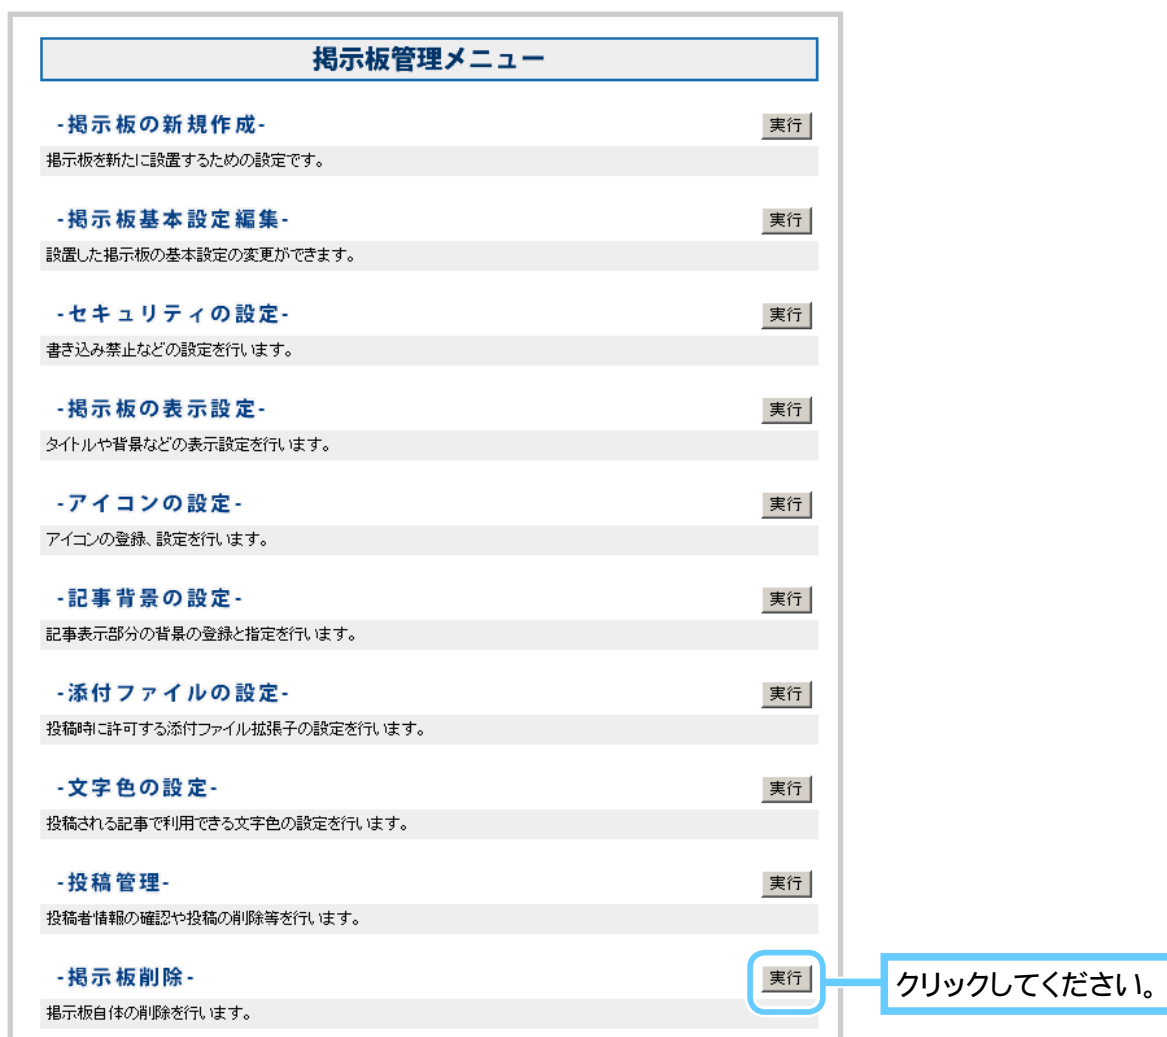 掲示板管理メニュー
-掲示板の新規作成-
実行
掲示板を新たに設置するための設定です。
-掲示板基本設定編集-
実行
設置した掲示板の基本設定の変更ができます。
-セキュリティの設定-
実行
書き込み禁止などの設定を行います。
-掲示板の表示設定-
実行
タイトルや背景などの表示設定を行います。
-アイコンの設定-
実行
アイコンの登録、設定を行います。
-記事背景の設定-
実行
記事表示部分の背景の登録と指定を行います。
-添付ファイルの設定-
実行
投稿時に許可する添付ファイル拡張子の設定を行います。
-文字色の設定-
実行
投稿される記事で利用できる文字色の設定を行います。
-投稿管理-
実行
投稿者情報の確認や投稿の削除等を行います。
-掲示板削除-
実行
クリックしてください。
掲示板自体の削除を行います。